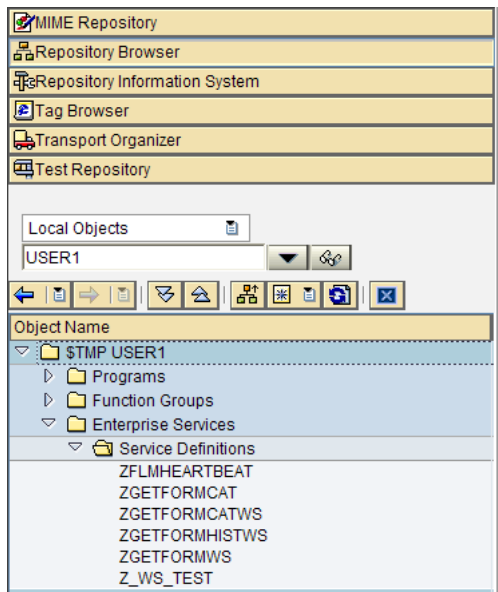 MIME Repository
Repository Browser
Repository Information System
Tag Browser
Transport Organizer
Test Repository
Local Objects
USER1
Object Name
$TMP USER1
Programs
Function Groups
Enterprise Services
Service Definitions
ZFLMHEARTBEAT
ZGETFORMCAT
ZGETFORMCATWS
ZGETFORMHISTWS
ZGETFORMWS
Z_WS_TEST